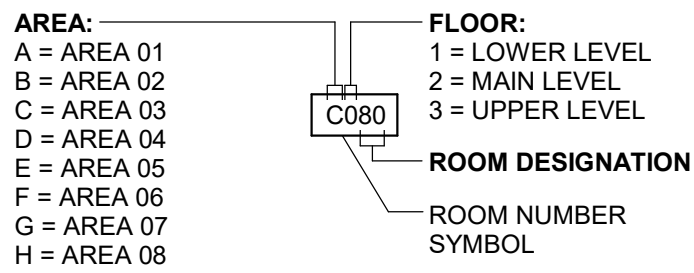 AREA:
A = AREA 01
B = AREA 02
C = AREA 03
D = AREA 04
E = AREA 05
F = AREA 06
G = AREA 07
H = AREA 08
C080
FLOOR:
1 = LOWER LEVEL
2 = MAIN LEVEL
3 = UPPER LEVEL
ROOM DESIGNATION
ROOM NUMBER
SYMBOL